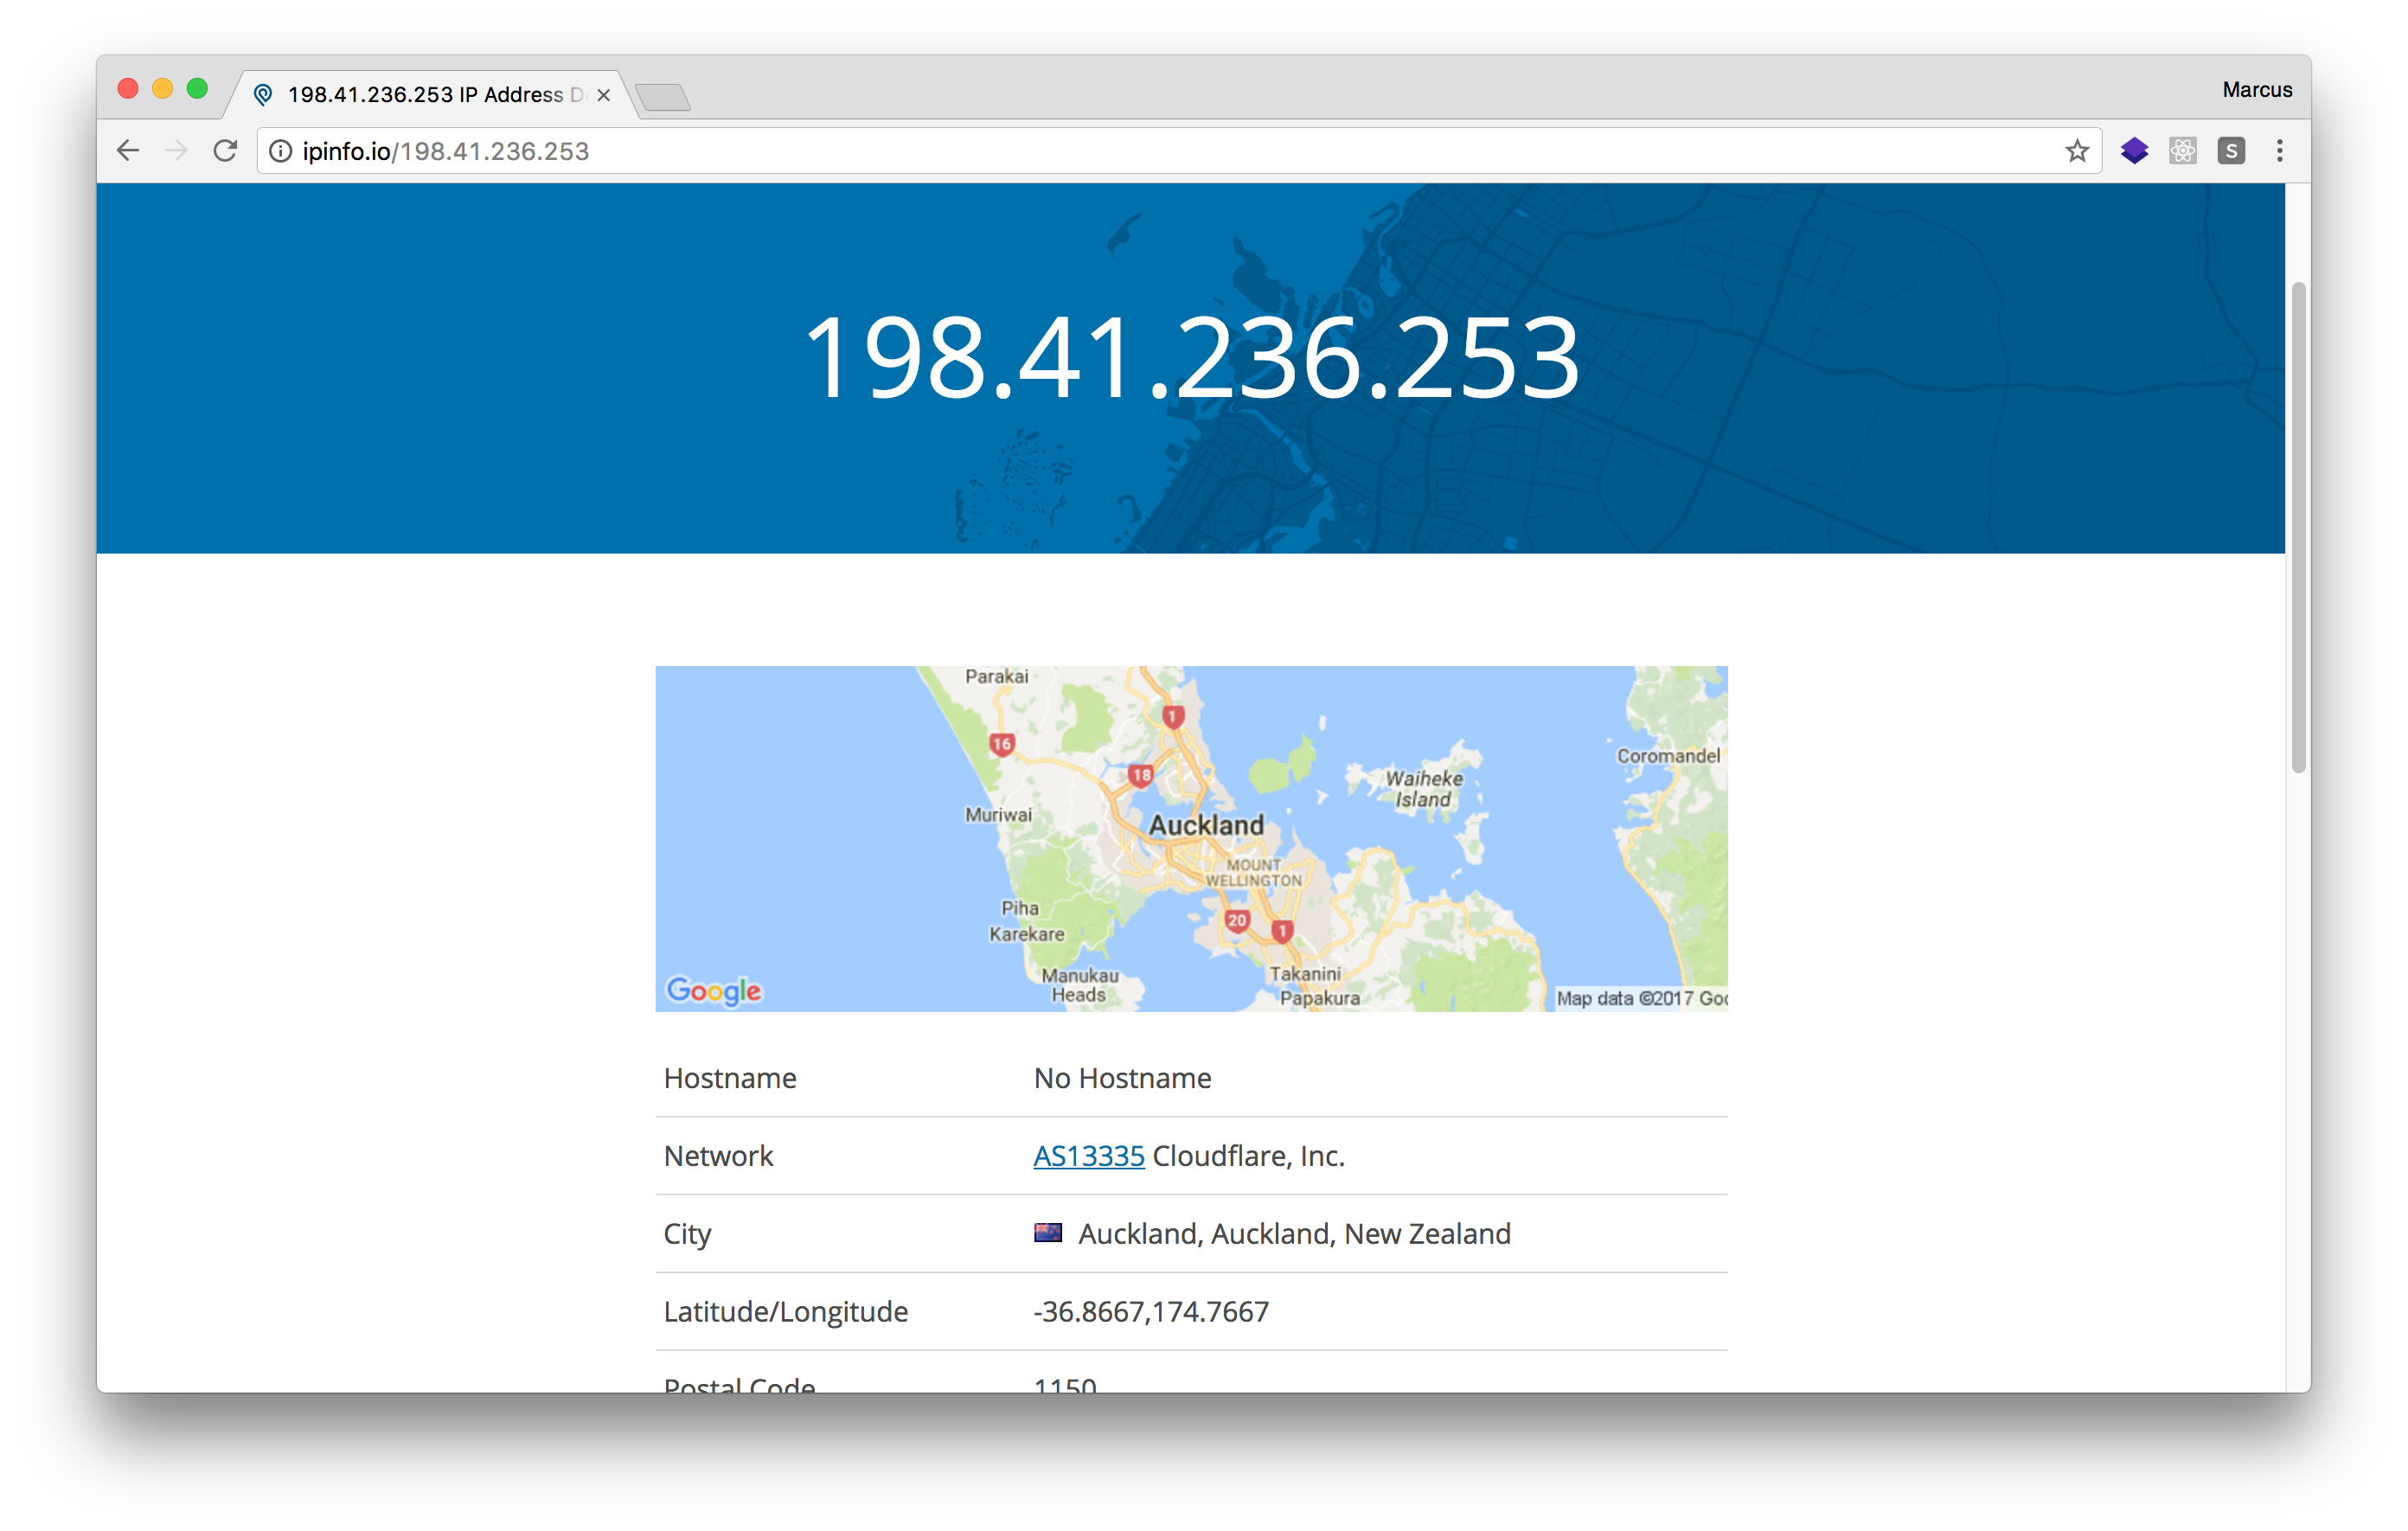 198.41.236.253 IP Address D
Marcus
ipinfo.io/198.41.236.253
S
198.41.236.253
Parakai
1
16
18
Coromandel
Waiheke
Island
Muriwai
Auckland
MOUNT
WELLINGTON
Piha
Karekare
20
1
Manukau
Heads
Takanini
Papakura
Google
Map data ©2017 Goo
Hostname No Hostname
Network AS13335 Cloudflare, Inc.
City Auckland, Auckland, New Zealand
Latitude/Longitude -36.8667,174.7667
Postal Code 1150